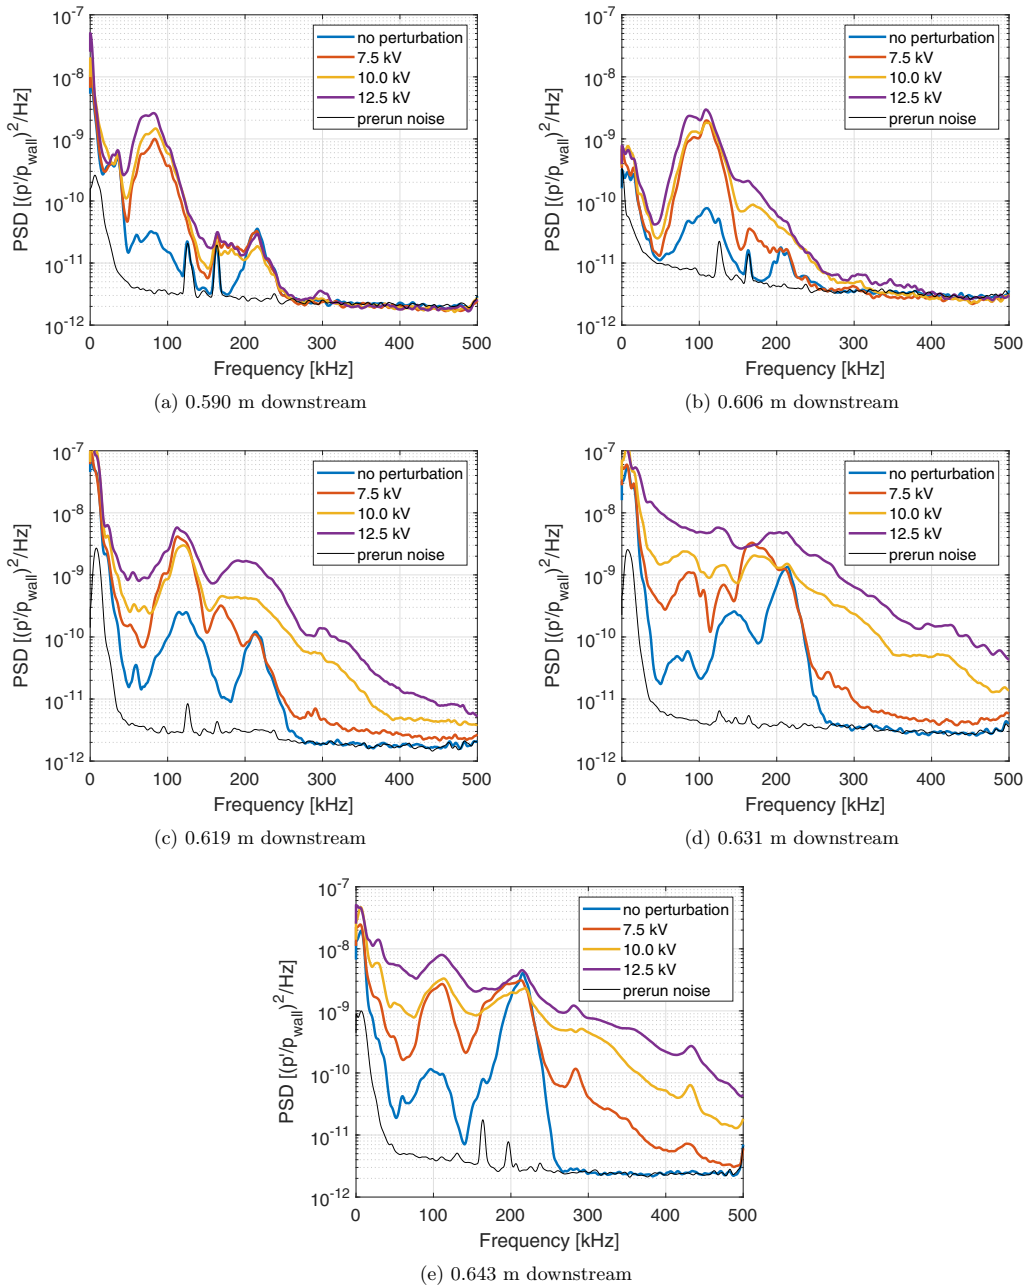 10^-7
10^-8
10^-9
10^-10
10^-11
10^-12
PSD [(p'/p_wall)^2/Hz]
no perturbation
7.5 kV
10.0 kV
12.5 kV
prerun noise
0 100 200 300 400 500
Frequency [kHz]
(a) 0.590 m downstream
10^-7
10^-8
10^-9
10^-10
10^-11
10^-12
PSD [(p'/p_wall)^2/Hz]
no perturbation
7.5 kV
10.0 kV
12.5 kV
prerun noise
0 100 200 300 400 500
Frequency [kHz]
(b) 0.606 m downstream
10^-7
10^-8
10^-9
10^-10
10^-11
10^-12
PSD [(p'/p_wall)^2/Hz]
no perturbation
7.5 kV
10.0 kV
12.5 kV
prerun noise
0 100 200 300 400 500
Frequency [kHz]
(c) 0.619 m downstream
10^-7
10^-8
10^-9
10^-10
10^-11
10^-12
PSD [(p'/p_wall)^2/Hz]
no perturbation
7.5 kV
10.0 kV
12.5 kV
prerun noise
0 100 200 300 400 500
Frequency [kHz]
(d) 0.631 m downstream
10^-7
10^-8
10^-9
10^-10
10^-11
10^-12
PSD [(p'/p_wall)^2/Hz]
no perturbation
7.5 kV
10.0 kV
12.5 kV
prerun noise
0 100 200 300 400 500
Frequency [kHz]
(e) 0.643 m downstream